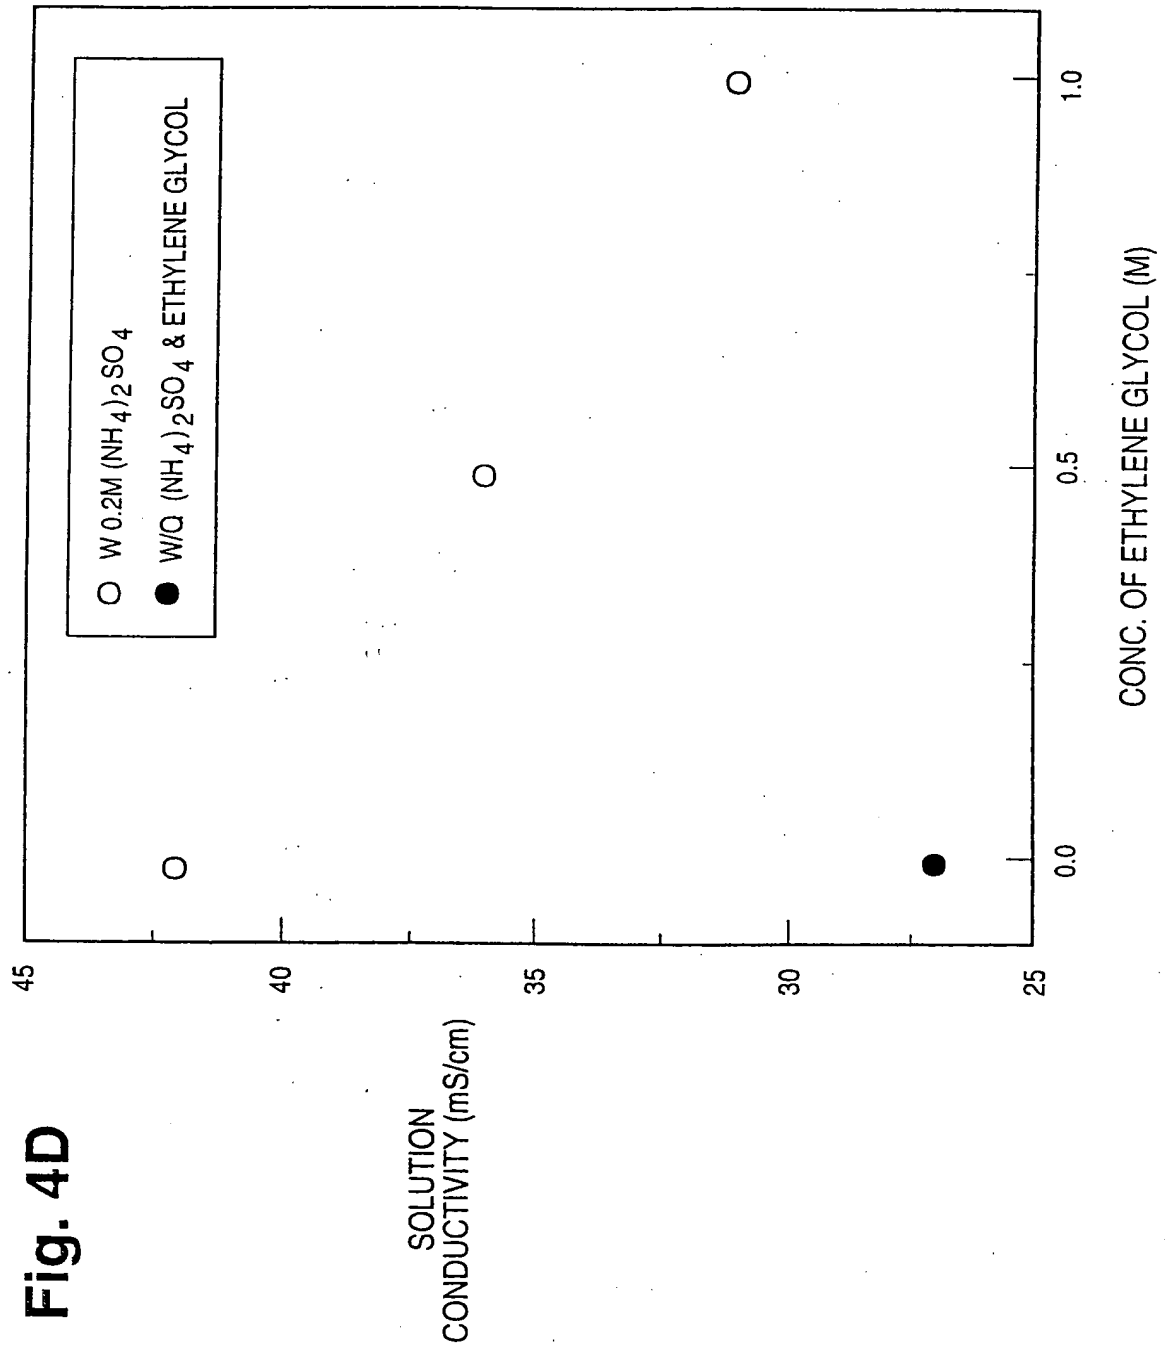 Fig. 4D
SOLUTION
CONDUCTIVITY (mS/cm)
45
40
35
30
25
W 0.2M (NH4)2SO4
W/Q (NH4)2SO4 & ETHYLENE GLYCOL
0.0
0.5
1.0
CONC. OF ETHYLENE GLYCOL (M)